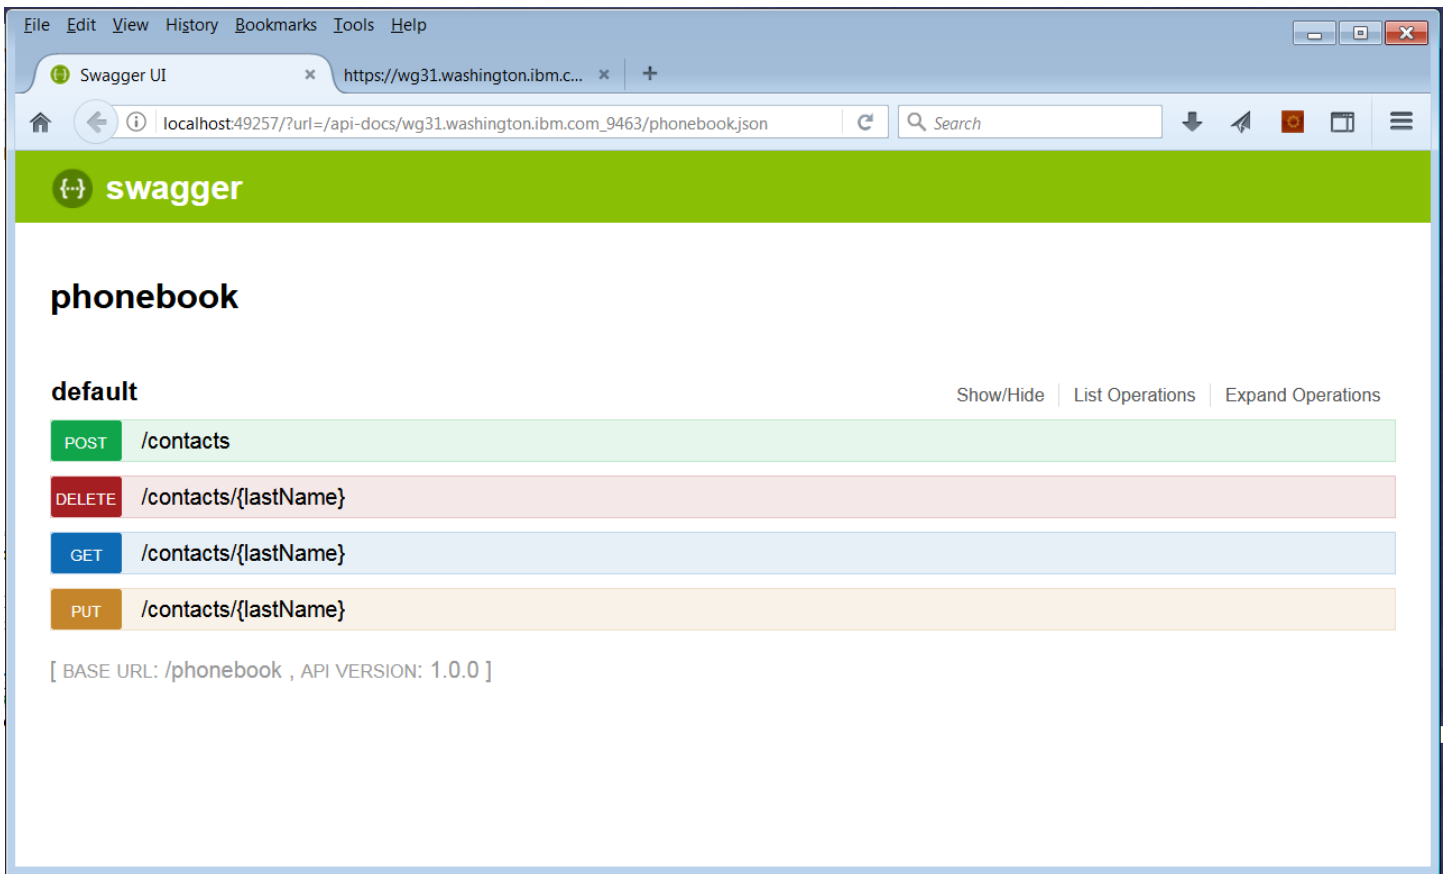 File Edit View History Bookmarks Tools Help
Swagger UI × https://wg31.washington.ibm.c... × +
localhost:49257/?url=/api-docs/wg31.washington.ibm.com_9463/phonebook.json Search
{···} swagger
phonebook
default Show/Hide List Operations Expand Operations
POST /contacts
DELETE /contacts/{lastName}
GET /contacts/{lastName}
PUT /contacts/{lastName}
[ BASE URL: /phonebook , API VERSION: 1.0.0 ]